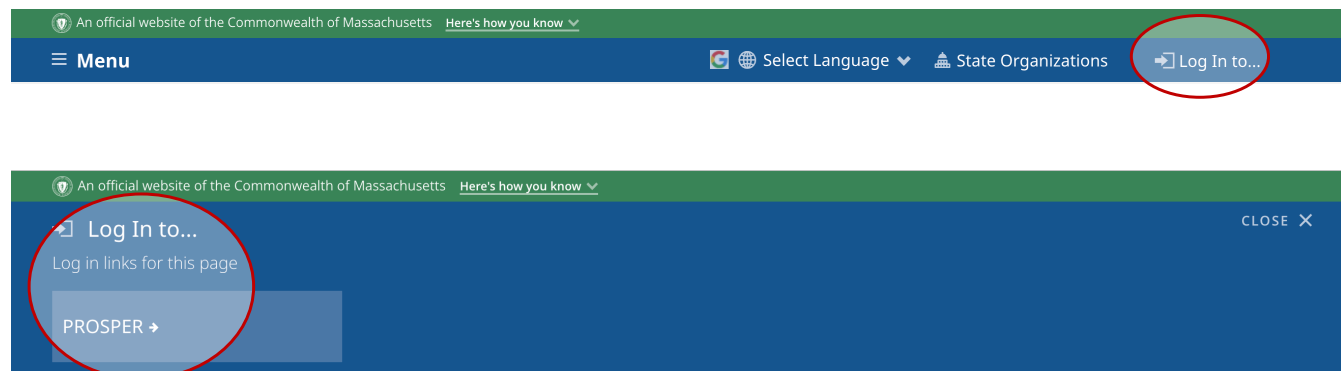 An official website of the Commonwealth of Massachusetts Here's how you know
Menu Select Language State Organizations Log In to...
An official website of the Commonwealth of Massachusetts Here's how you know
Log In to... CLOSE
Log in links for this page
PROSPER